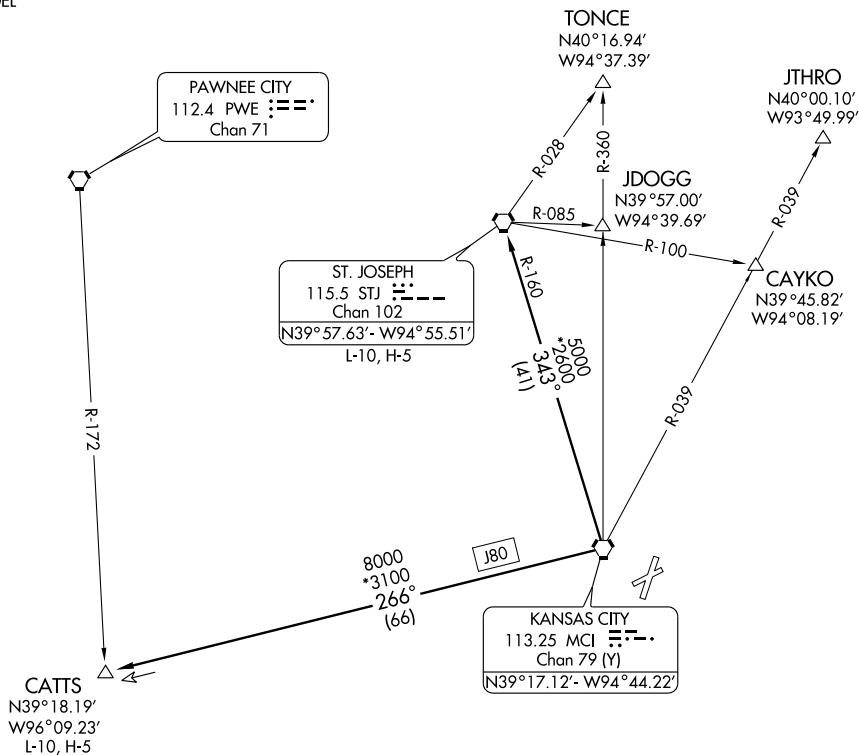 TONCE
N40°16.94'
W94°37.39'
JTHRO
N40°00.10'
W93°49.99'
PAWNEE CITY
112.4 PWE
Chan 71
R-028
R-360
R-039
JDOGG
N39°57.00'
W94°39.69'
R-085
R-100
CAYKO
N39°45.82'
W94°08.19'
ST. JOSEPH
115.5 STJ
Chan 102
N39°57.63'- W94°55.51'
L-10, H-5
R-160
5000
*2600
343°
(41)
R-172
R-039
J80
8000
*3100
266°
(66)
KANSAS CITY
113.25 MCI
Chan 79 (Y)
N39°17.12'- W94°44.22'
CATTS
N39°18.19'
W96°09.23'
L-10, H-5